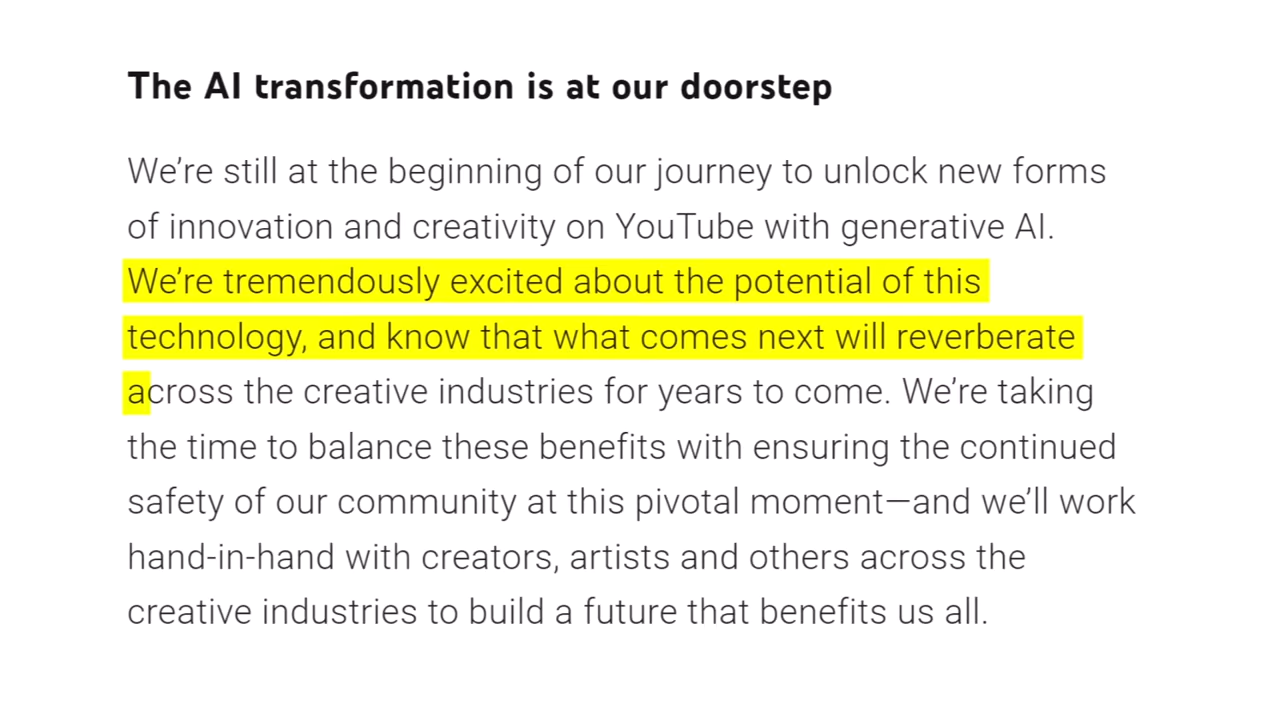 The AI transformation is at our doorstep
We’re still at the beginning of our journey to unlock new forms
of innovation and creativity on YouTube with generative AI.
We’re tremendously excited about the potential of this
technology, and know that what comes next will reverberate
across the creative industries for years to come. We’re taking
the time to balance these benefits with ensuring the continued
safety of our community at this pivotal moment—and we’ll work
hand-in-hand with creators, artists and others across the
creative industries to build a future that benefits us all.